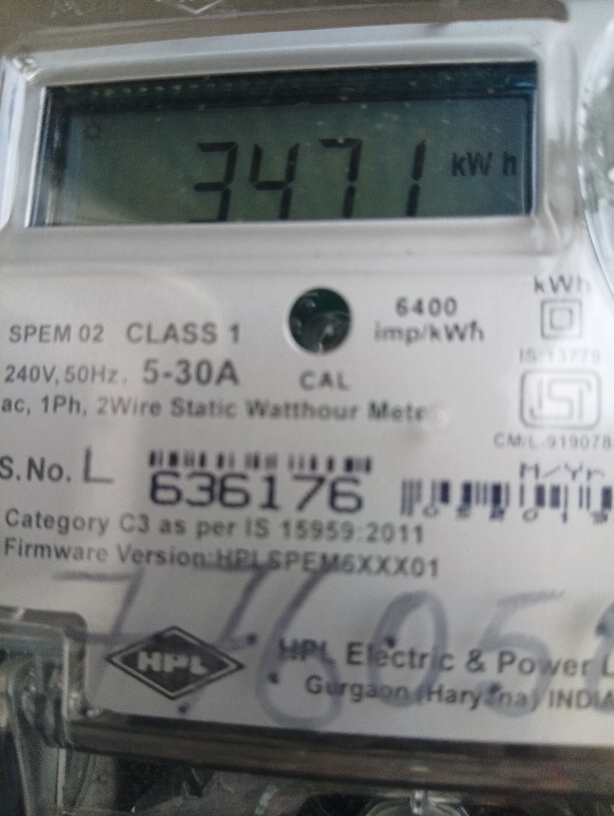 3471 kWh
kWh
6400
imp/kWh
SPEM 02 CLASS 1
240V, 50Hz, 5-30A
CAL
IS 13779
ac, 1Ph, 2Wire Static Watthour Meter
CM/L-919078
S.No. L 636176
M/Yr
022019
Category C3 as per IS 15959:2011
Firmware Version:HPLSPEM6XXX01
HPL
HPL Electric & Power L
Gurgaon (Haryana) INDIA